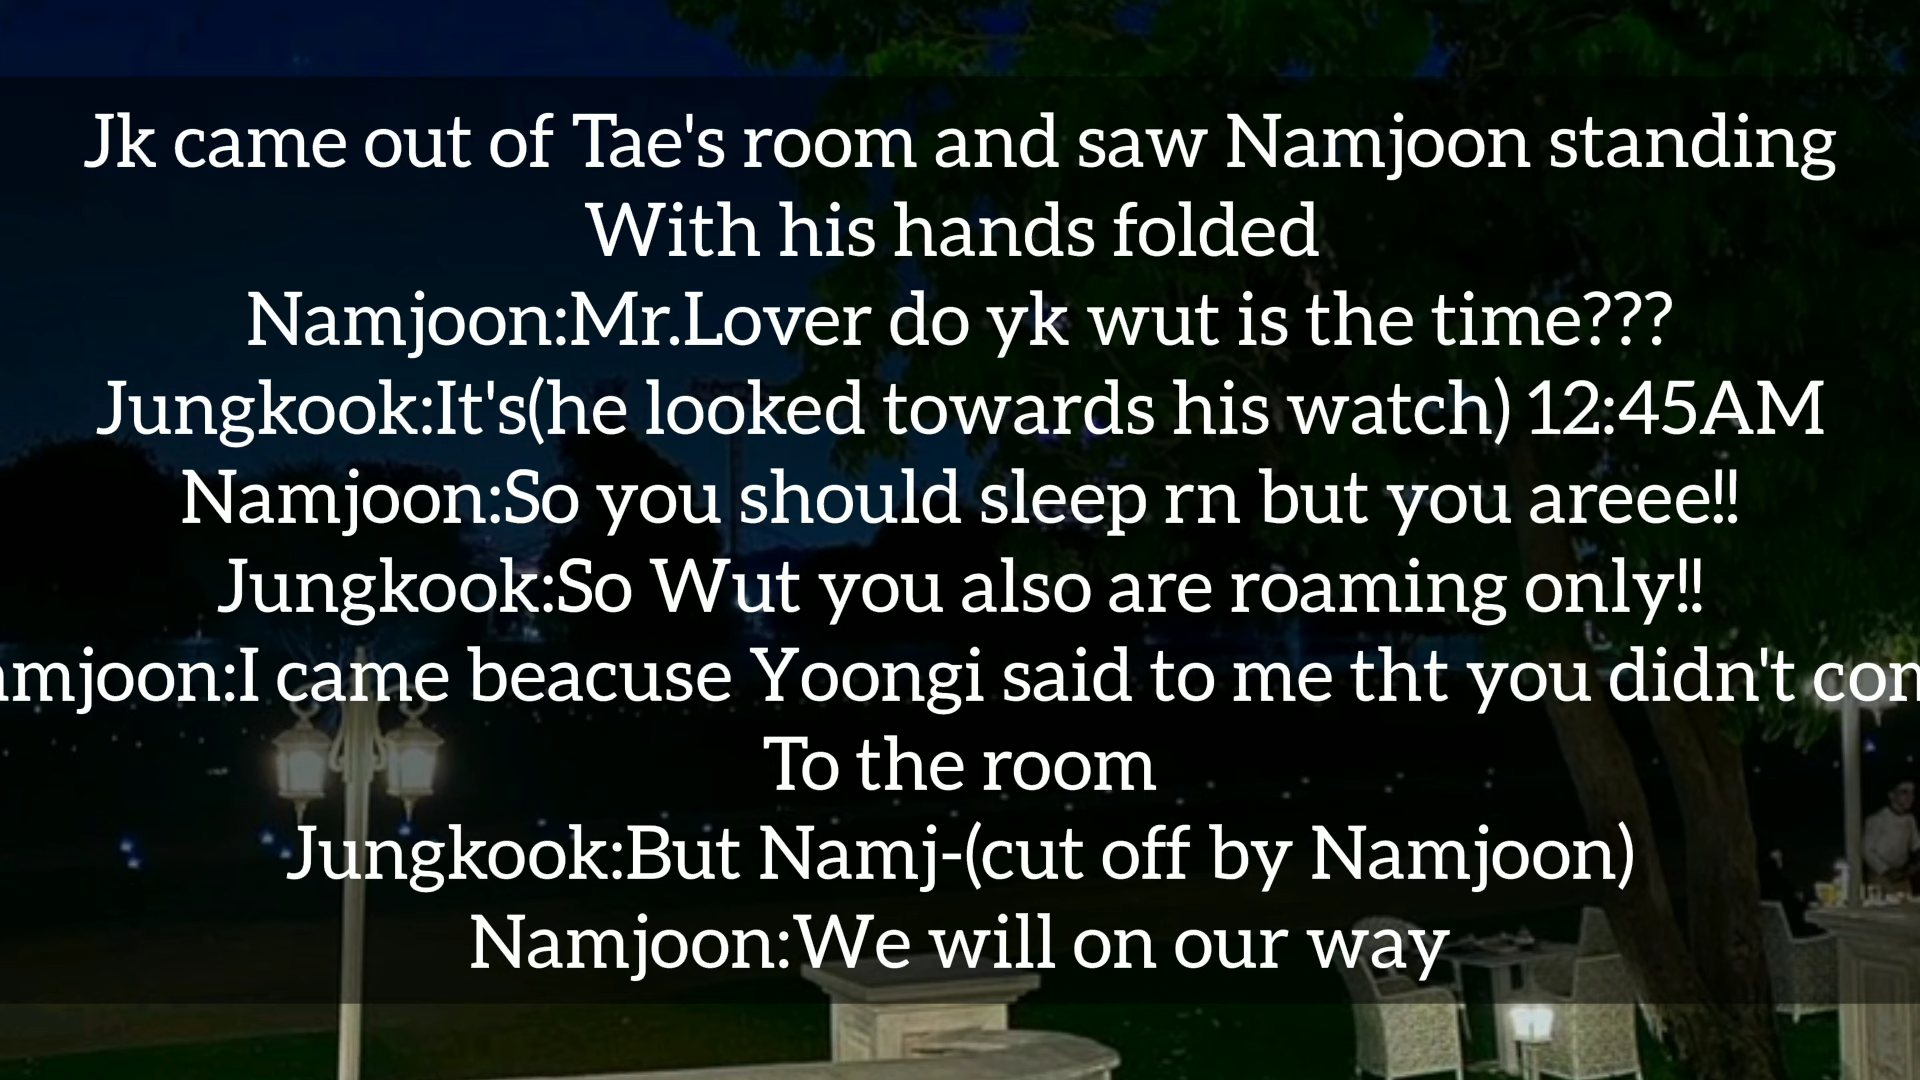 Jk came out of Tae's room and saw Namjoon standing
With his hands folded
Namjoon:Mr.Lover do yk wut is the time???
Jungkook:It's(he looked towards his watch) 12:45AM
Namjoon:So you should sleep rn but you areee!!
Jungkook:So Wut you also are roaming only!!
amjoon:I came beacuse Yoongi said to me tht you didn't
To the room
Jungkook:But Namj-(cut off by Namjoon)
Namjoon:We will on our way